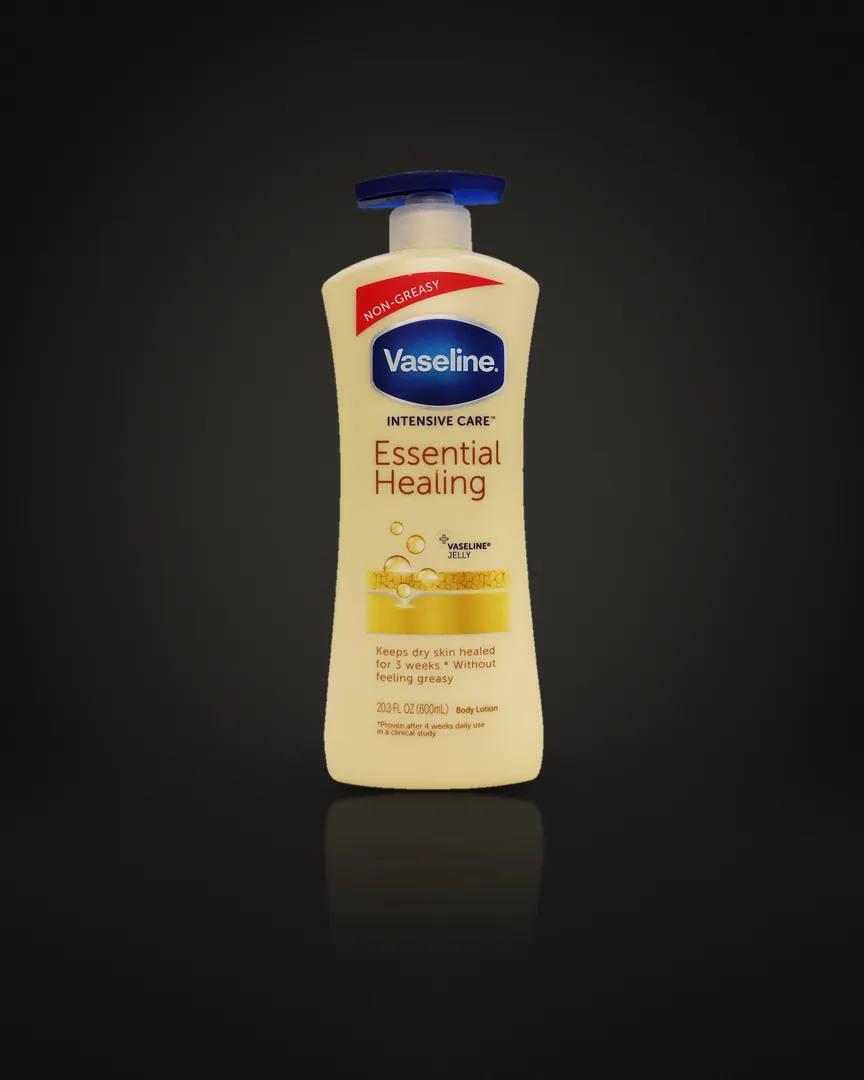 NON-GREASY
Vaseline.
INTENSIVE CARE™
Essential
Healing
VASELINE®
JELLY
Keeps dry skin healed
for 3 weeks.* Without
feeling greasy
20.3 FL OZ (600mL) Body Lotion
*Proven after 4 weeks daily use
in a clinical study